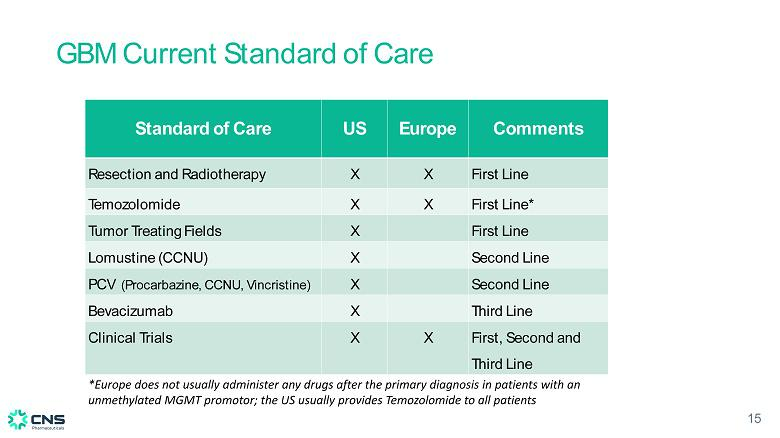 GBM Current Standard of Care
Standard of Care US Europe Comments
Resection and Radiotherapy X X First Line
Temozolomide X X First Line*
Tumor Treating Fields X First Line
Lomustine (CCNU) X Second Line
PCV (Procarbazine, CCNU, Vincristine) X Second Line
Bevacizumab X Third Line
Clinical Trials X X First, Second and
Third Line
*Europe does not usually administer any drugs after the primary diagnosis in patients with an
unmethylated MGMT promotor; the US usually provides Temozolomide to all patients
CNS
Pharmaceuticals
15